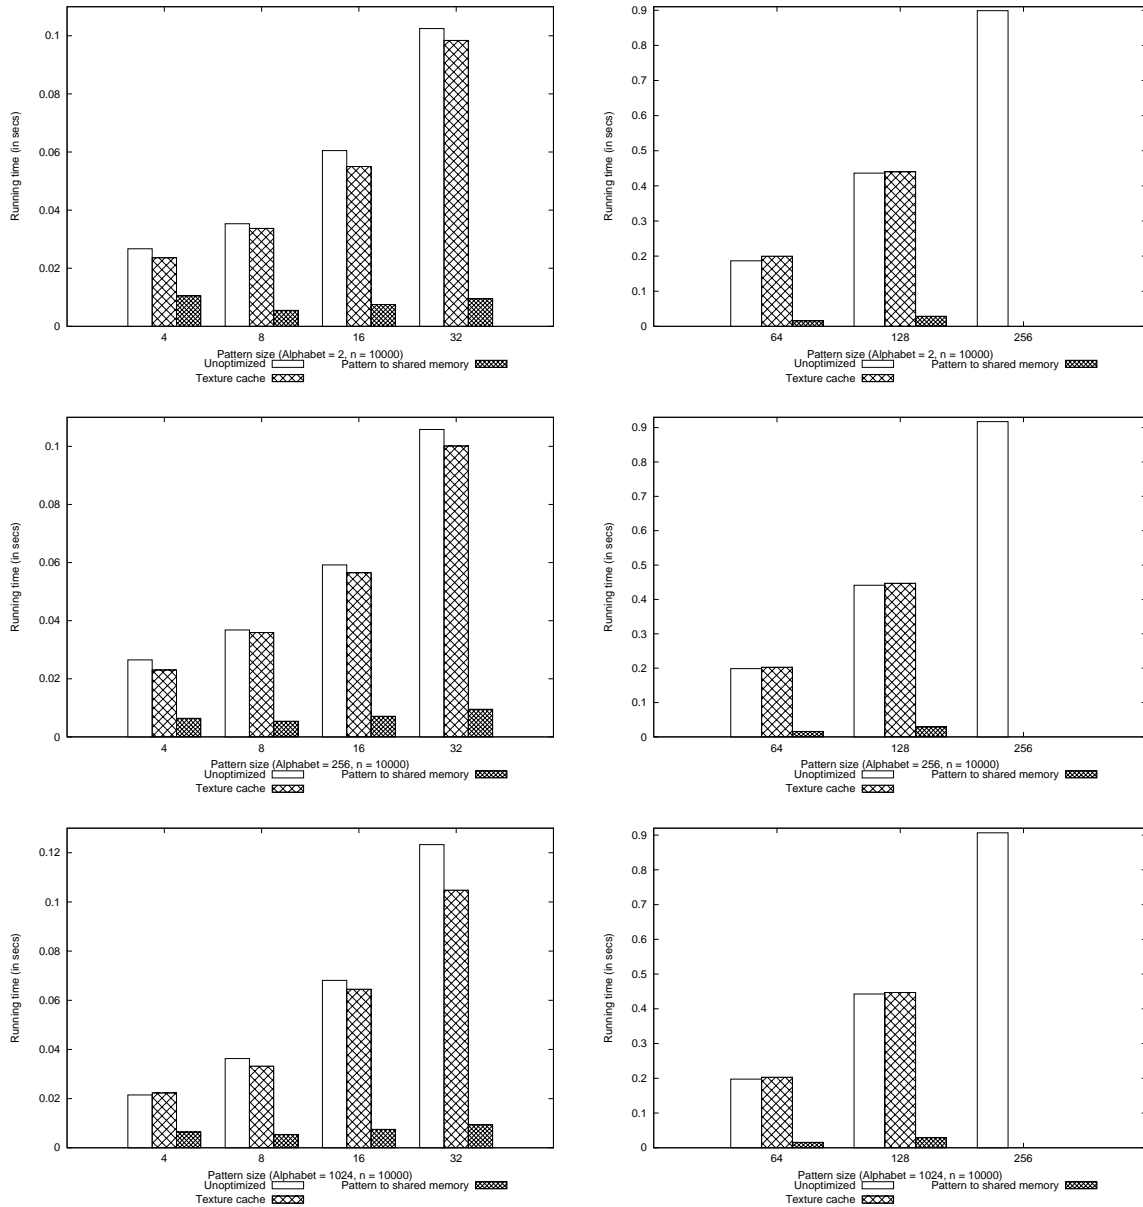 0.1
0.08
0.06
0.04
0.02
0
Running time (in secs)
4 8 16 32
Pattern size (Alphabet = 2, n = 10000)
Unoptimized Pattern to shared memory
Texture cache
0.9
0.8
0.7
0.6
0.5
0.4
0.3
0.2
0.1
0
Running time (in secs)
64 128 256
Pattern size (Alphabet = 2, n = 10000)
Unoptimized Pattern to shared memory
Texture cache
0.1
0.08
0.06
0.04
0.02
0
Running time (in secs)
4 8 16 32
Pattern size (Alphabet = 256, n = 10000)
Unoptimized Pattern to shared memory
Texture cache
0.9
0.8
0.7
0.6
0.5
0.4
0.3
0.2
0.1
0
Running time (in secs)
64 128 256
Pattern size (Alphabet = 256, n = 10000)
Unoptimized Pattern to shared memory
Texture cache
0.12
0.1
0.08
0.06
0.04
0.02
0
Running time (in secs)
4 8 16 32
Pattern size (Alphabet = 1024, n = 10000)
Unoptimized Pattern to shared memory
Texture cache
0.9
0.8
0.7
0.6
0.5
0.4
0.3
0.2
0.1
0
Running time (in secs)
64 128 256
Pattern size (Alphabet = 1024, n = 10000)
Unoptimized Pattern to shared memory
Texture cache